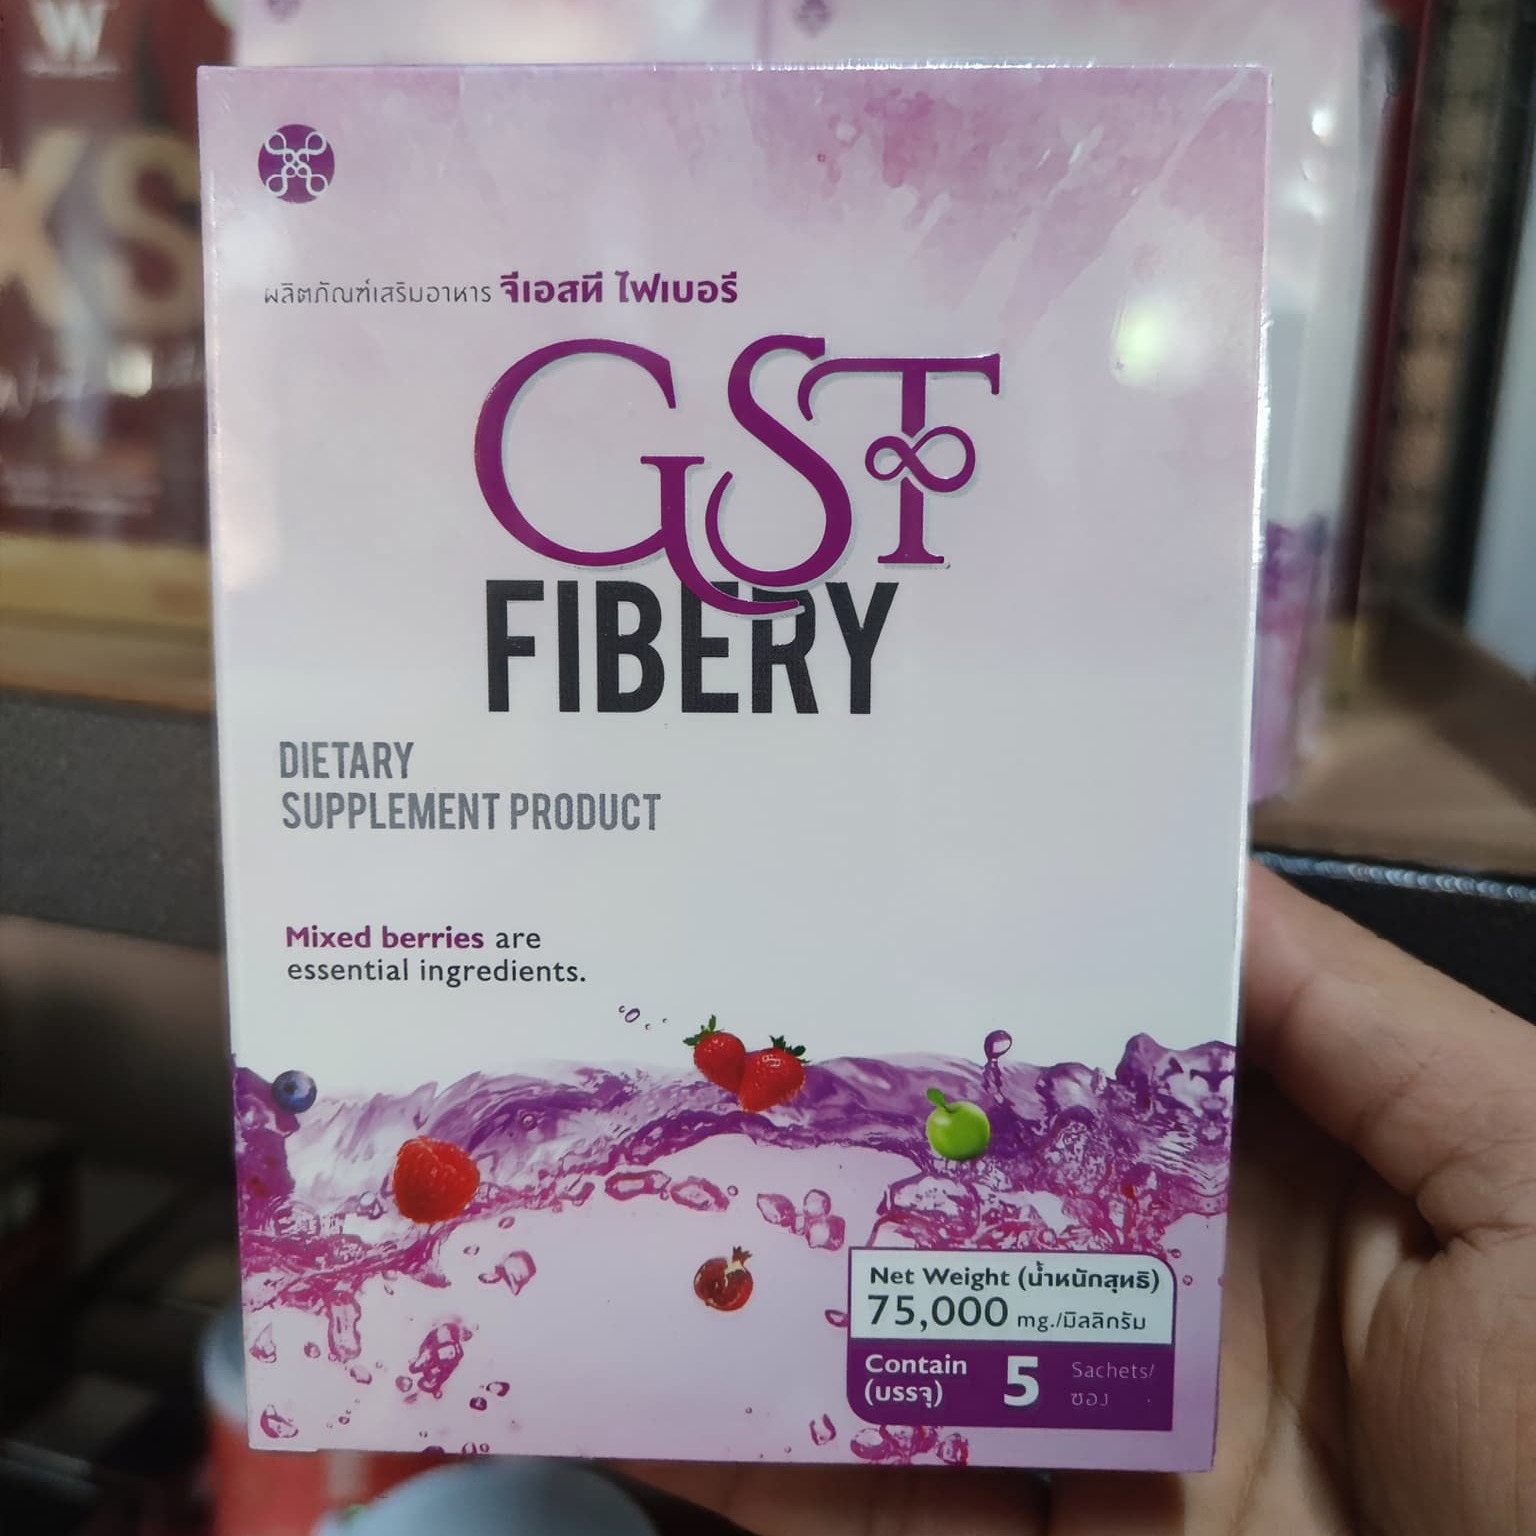 W
XS
ผลิตภัณฑ์เสริมอาหาร จีเอสที ไฟเบอรี
GST
FIBERY
DIETARY
SUPPLEMENT PRODUCT
Mixed berries are
essential ingredients.
Net Weight (น้ำหนักสุทธิ)
75,000 mg./มิลลิกรัม
Contain 5 Sachets/
(บรรจุ) ซอง